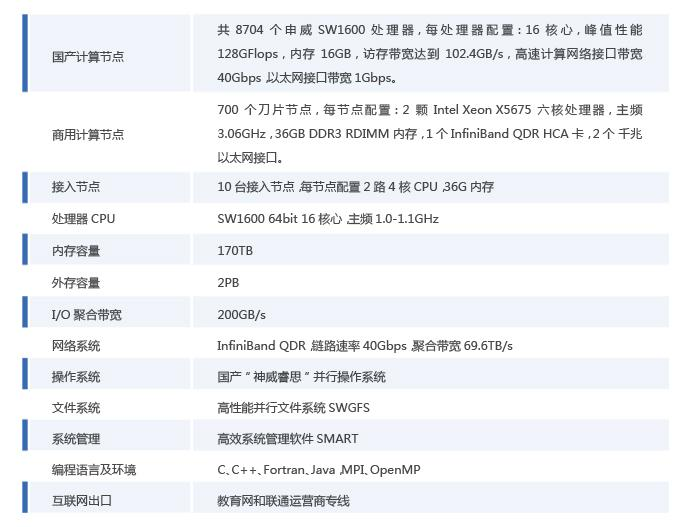 国产计算节点
共 8704 个申威 SW1600 处理器，每处理器配置：16 核心，峰值性能
128GFlops，内存 16GB，访存带宽达到 102.4GB/s，高速计算网络接口带宽
40Gbps，以太网接口带宽 1Gbps。
商用计算节点
700 个刀片节点，每节点配置：2 颗 Intel Xeon X5675 六核处理器，主频
3.06GHz，36GB DDR3 RDIMM 内存，1 个 InfiniBand QDR HCA 卡，2 个 千兆
以太网接口。
接入节点
10 台接入节点，每节点配置 2 路 4 核 CPU，36G 内存
处理器 CPU
SW1600 64bit 16 核心，主频 1.0-1.1GHz
内存容量
170TB
外存容量
2PB
I/O 聚合带宽
200GB/s
网络系统
InfiniBand QDR，链路速率 40Gbps，聚合带宽 69.6TB/s
操作系统
国产“神威睿思”并行操作系统
文件系统
高性能并行文件系统 SWGFS
系统管理
高效系统管理软件 SMART
编程语言及环境
C、C++、Fortran、Java，MPI、OpenMP
互联网出口
教育网和联通运营商专线